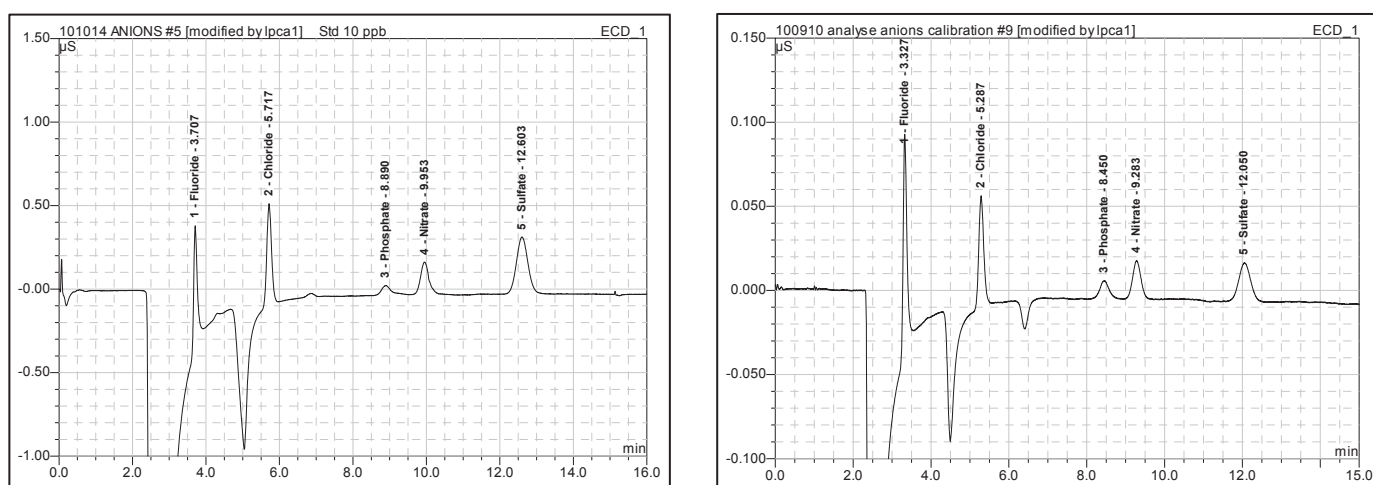 101014 ANIONS #5 [modified by lpca1] Std 10 ppb ECD_1
µS
1.50
1.00
0.50
-0.00
-0.50
-1.00
1 - Fluoride - 3.707
2 - Chloride - 5.717
3 - Phosphate - 8.890
4 - Nitrate - 9.953
5 - Sulfate - 12.603
min
0.0 2.0 4.0 6.0 8.0 10.0 12.0 14.0 16.0
100910 analyse anions calibration #9 [modified by lpca1] ECD_1
µS
0.150
0.100
0.050
0.000
-0.050
-0.100
1 - Fluoride - 3.327
2 - Chloride - 5.287
3 - Phosphate - 8.450
4 - Nitrate - 9.283
5 - Sulfate - 12.050
min
0.0 2.0 4.0 6.0 8.0 10.0 12.0 15.0